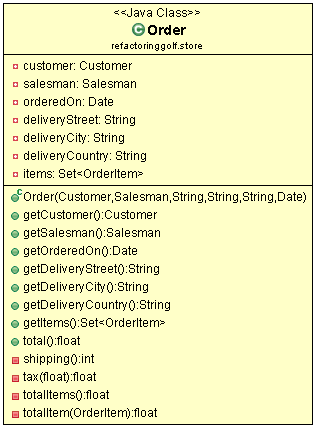 <<Java Class>>
Order
refactoringgolf.store
customer: Customer
salesman: Salesman
orderedOn: Date
deliveryStreet: String
deliveryCity: String
deliveryCountry: String
items: Set<OrderItem>
Order(Customer,Salesman,String,String,String,Date)
getCustomer():Customer
getSalesman():Salesman
getOrderedOn():Date
getDeliveryStreet():String
getDeliveryCity():String
getDeliveryCountry():String
getItems():Set<OrderItem>
total():float
shipping():int
tax(float):float
totalItems():float
totalItem(OrderItem):float